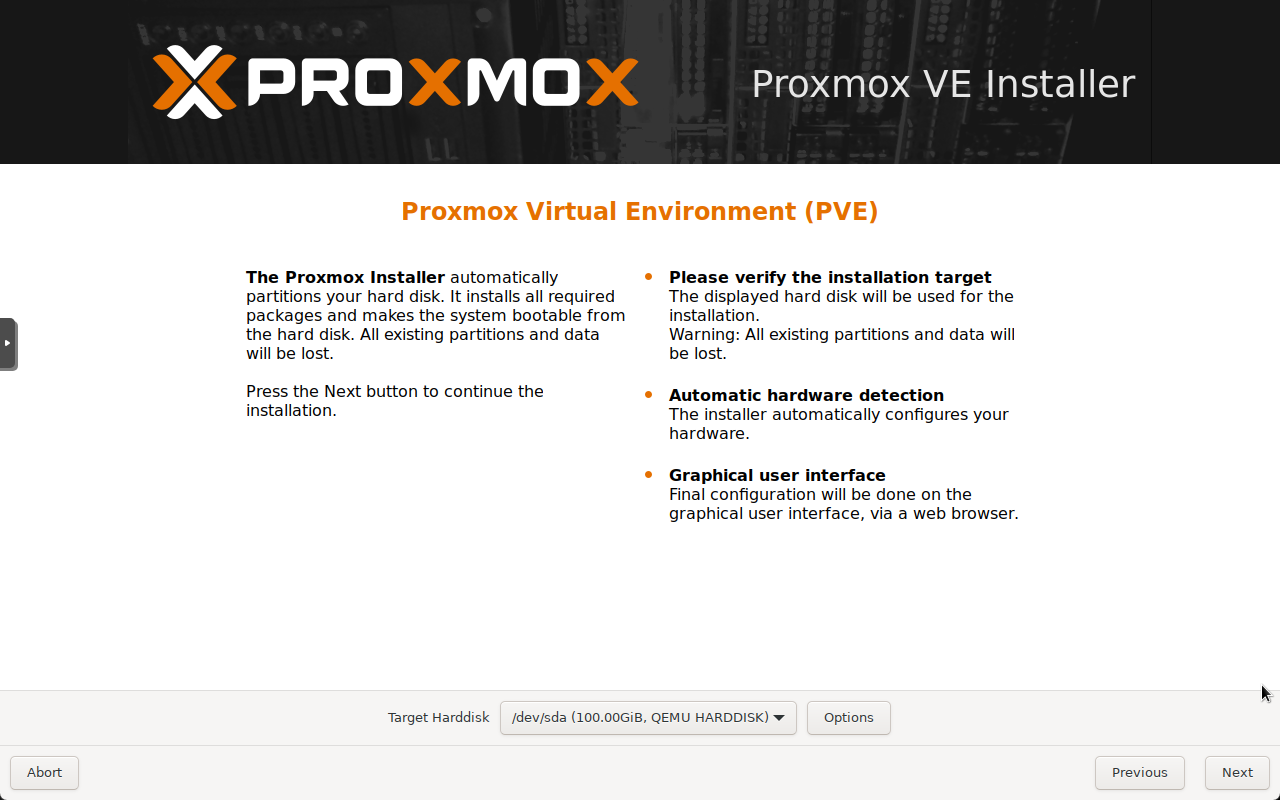 PROXMOX
Proxmox VE Installer
Proxmox Virtual Environment (PVE)
The Proxmox Installer automatically
partitions your hard disk. It installs all required
packages and makes the system bootable from
the hard disk. All existing partitions and data
will be lost.
Press the Next button to continue the
installation.
Please verify the installation target
The displayed hard disk will be used for the
installation.
Warning: All existing partitions and data will
be lost.
Automatic hardware detection
The installer automatically configures your
hardware.
Graphical user interface
Final configuration will be done on the
graphical user interface, via a web browser.
Target Harddisk /dev/sda (100.00GiB, QEMU HARDDISK) Options
Abort Previous Next